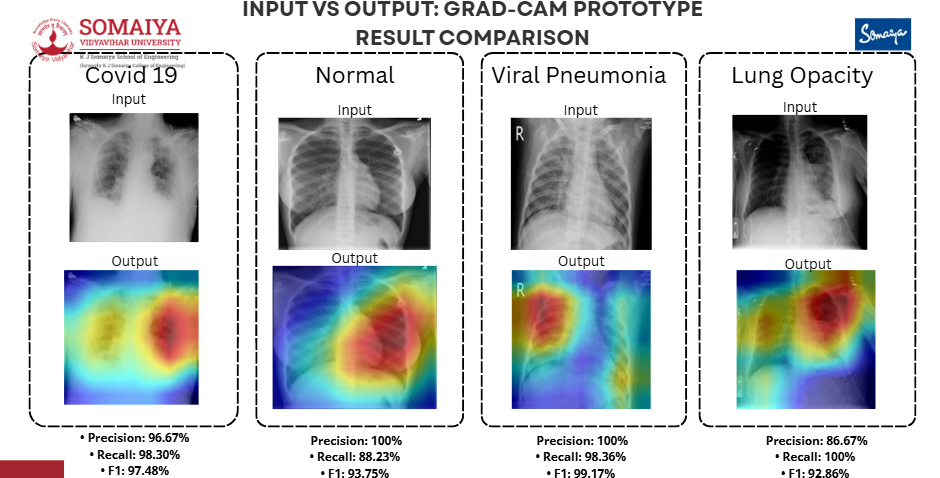 INPUT VS OUTPUT: GRAD-CAM PROTOTYPE
RESULT COMPARISON
SOMAIYA
VIDYAVIHAR UNIVERSITY
K J Somaiya School of Engineering
(formerly K J Somaiya College of Engineering)
Somaiya
Covid 19
Input
Output
• Precision: 96.67%
• Recall: 98.30%
• F1: 97.48%
Normal
Input
Output
Precision: 100%
• Recall: 88.23%
• F1: 93.75%
Viral Pneumonia
Input
R
Output
R
Precision: 100%
• Recall: 98.36%
• F1: 99.17%
Lung Opacity
Input
Output
Precision: 86.67%
• Recall: 100%
• F1: 92.86%